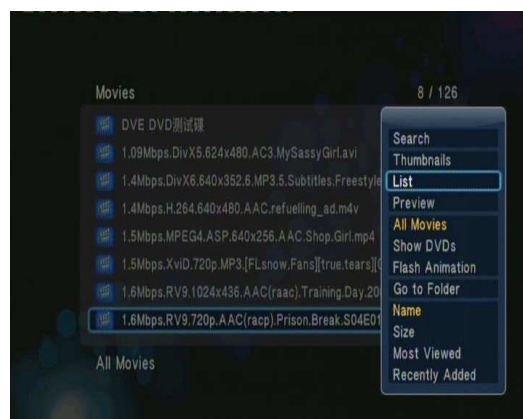 Movies
8 / 126
DVE DVD测试碟
1.09Mbps.DivX5.624x480.AC3.MySassyGirl.avi
1.4Mbps.DivX6.640x352.6.MP3.5.Subtitles.Freestyle
1.4Mbps.H.264.640x480.AAC.refuelling_ad.m4v
1.5Mbps.MPEG4.ASP.640x256.AAC.Shop.Girl.mp4
1.5Mbps.XviD.720p.MP3.[FLsnow.Fans][true.tears][
1.6Mbps.RV9.1024x436.AAC(raac).Training.Day.20
1.6Mbps.RV9.720p.AAC(racp).Prison.Break.S04E01
All Movies
Search
Thumbnails
List
Preview
All Movies
Show DVDs
Flash Animation
Go to Folder
Name
Size
Most Viewed
Recently Added